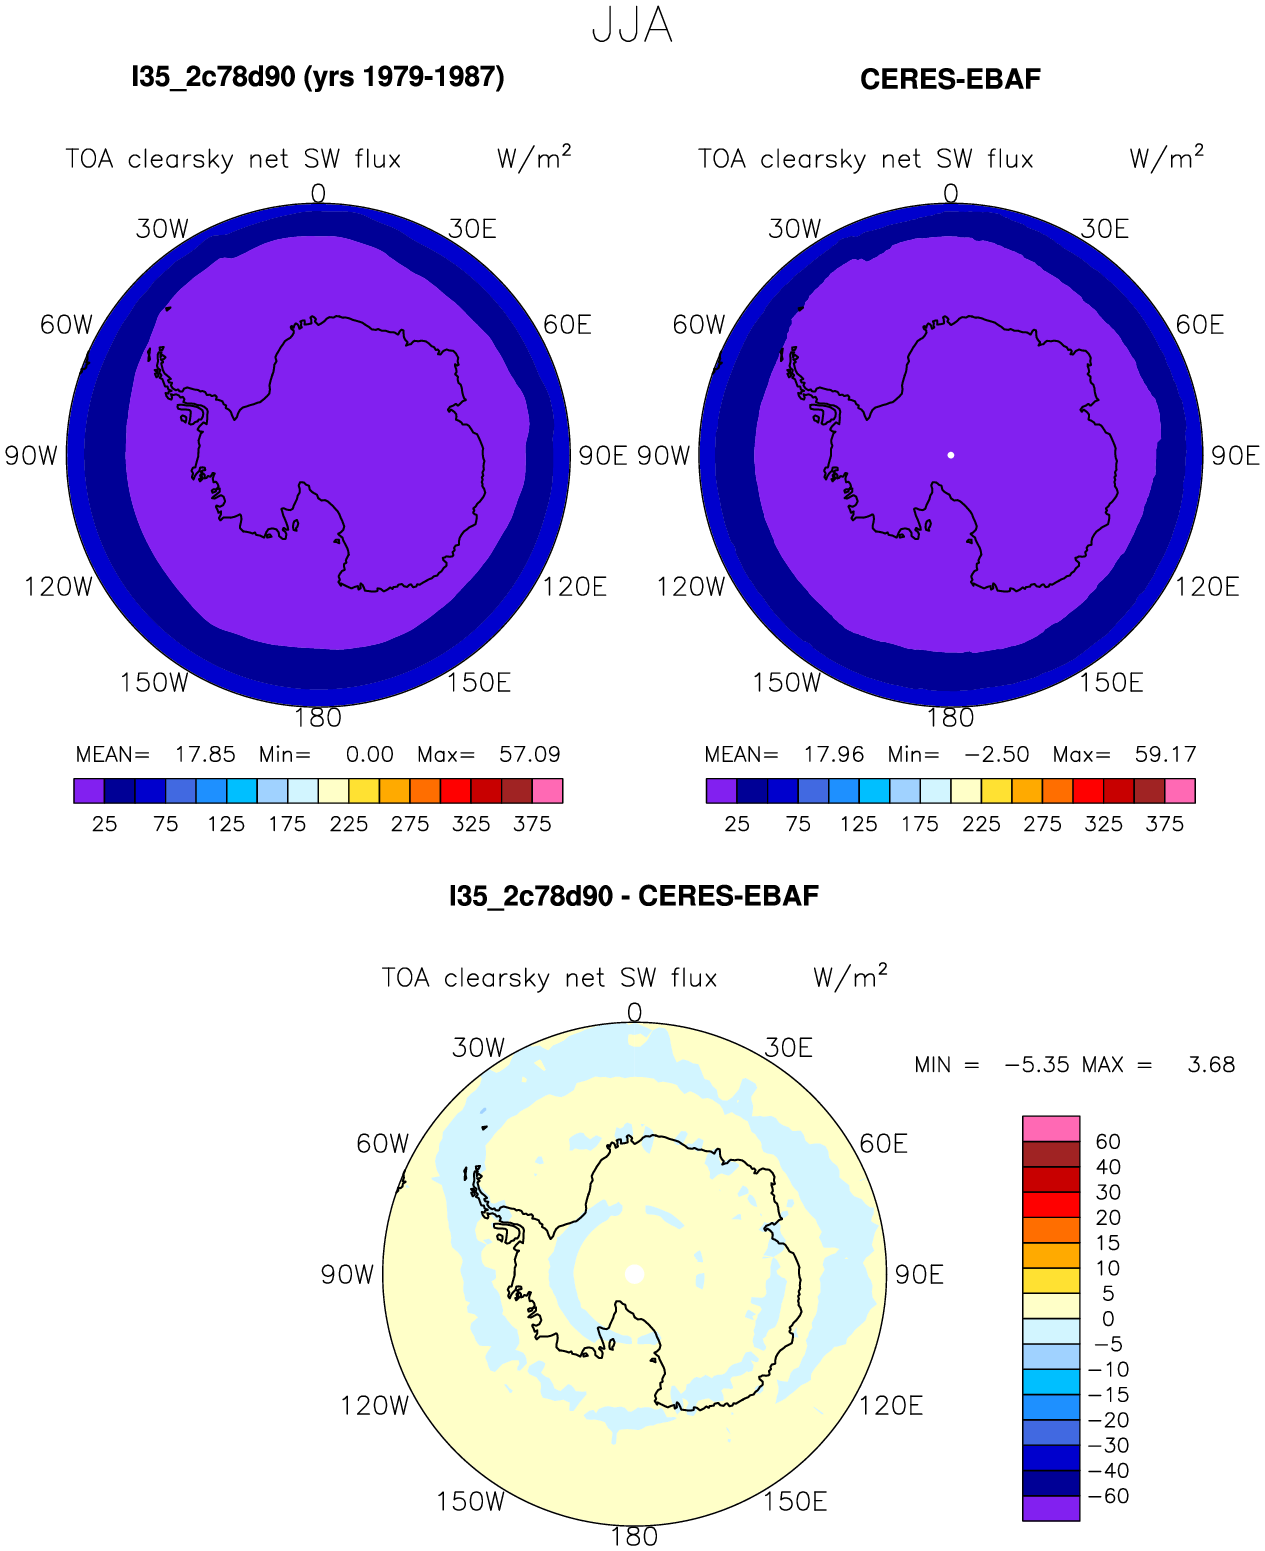 JJA
I35_2c78d90 (yrs 1979-1987)
CERES-EBAF
TOA clearsky net SW flux W/m2
TOA clearsky net SW flux W/m2
0
30W 30E
60W 60E
90W 90E
120W 120E
150W 150E
180
0
30W 30E
60W 60E
90W 90E
120W 120E
150W 150E
180
MEAN= 17.85 Min= 0.00 Max= 57.09
25 75 125 175 225 275 325 375
MEAN= 17.96 Min= −2.50 Max= 59.17
25 75 125 175 225 275 325 375
I35_2c78d90 - CERES-EBAF
TOA clearsky net SW flux W/m2
0
30W 30E
60W 60E
90W 90E
120W 120E
150W 150E
180
MIN = −5.35 MAX = 3.68
60
40
30
20
15
10
5
0
−5
−10
−15
−20
−30
−40
−60